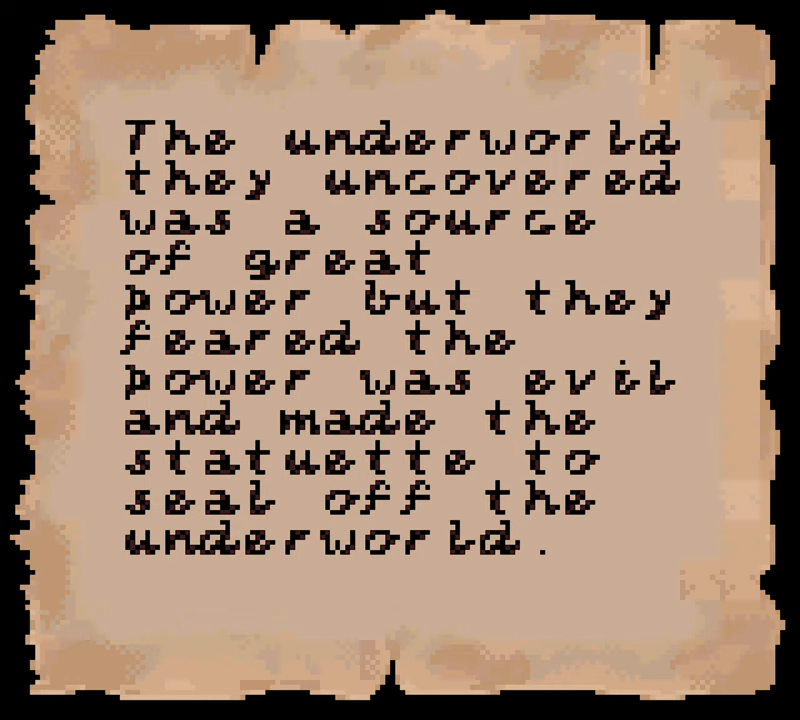 The underworld
they uncovered
was a source
of great
power but they
feared the
power was evil
and made the
statuette to
seal off the
underworld.